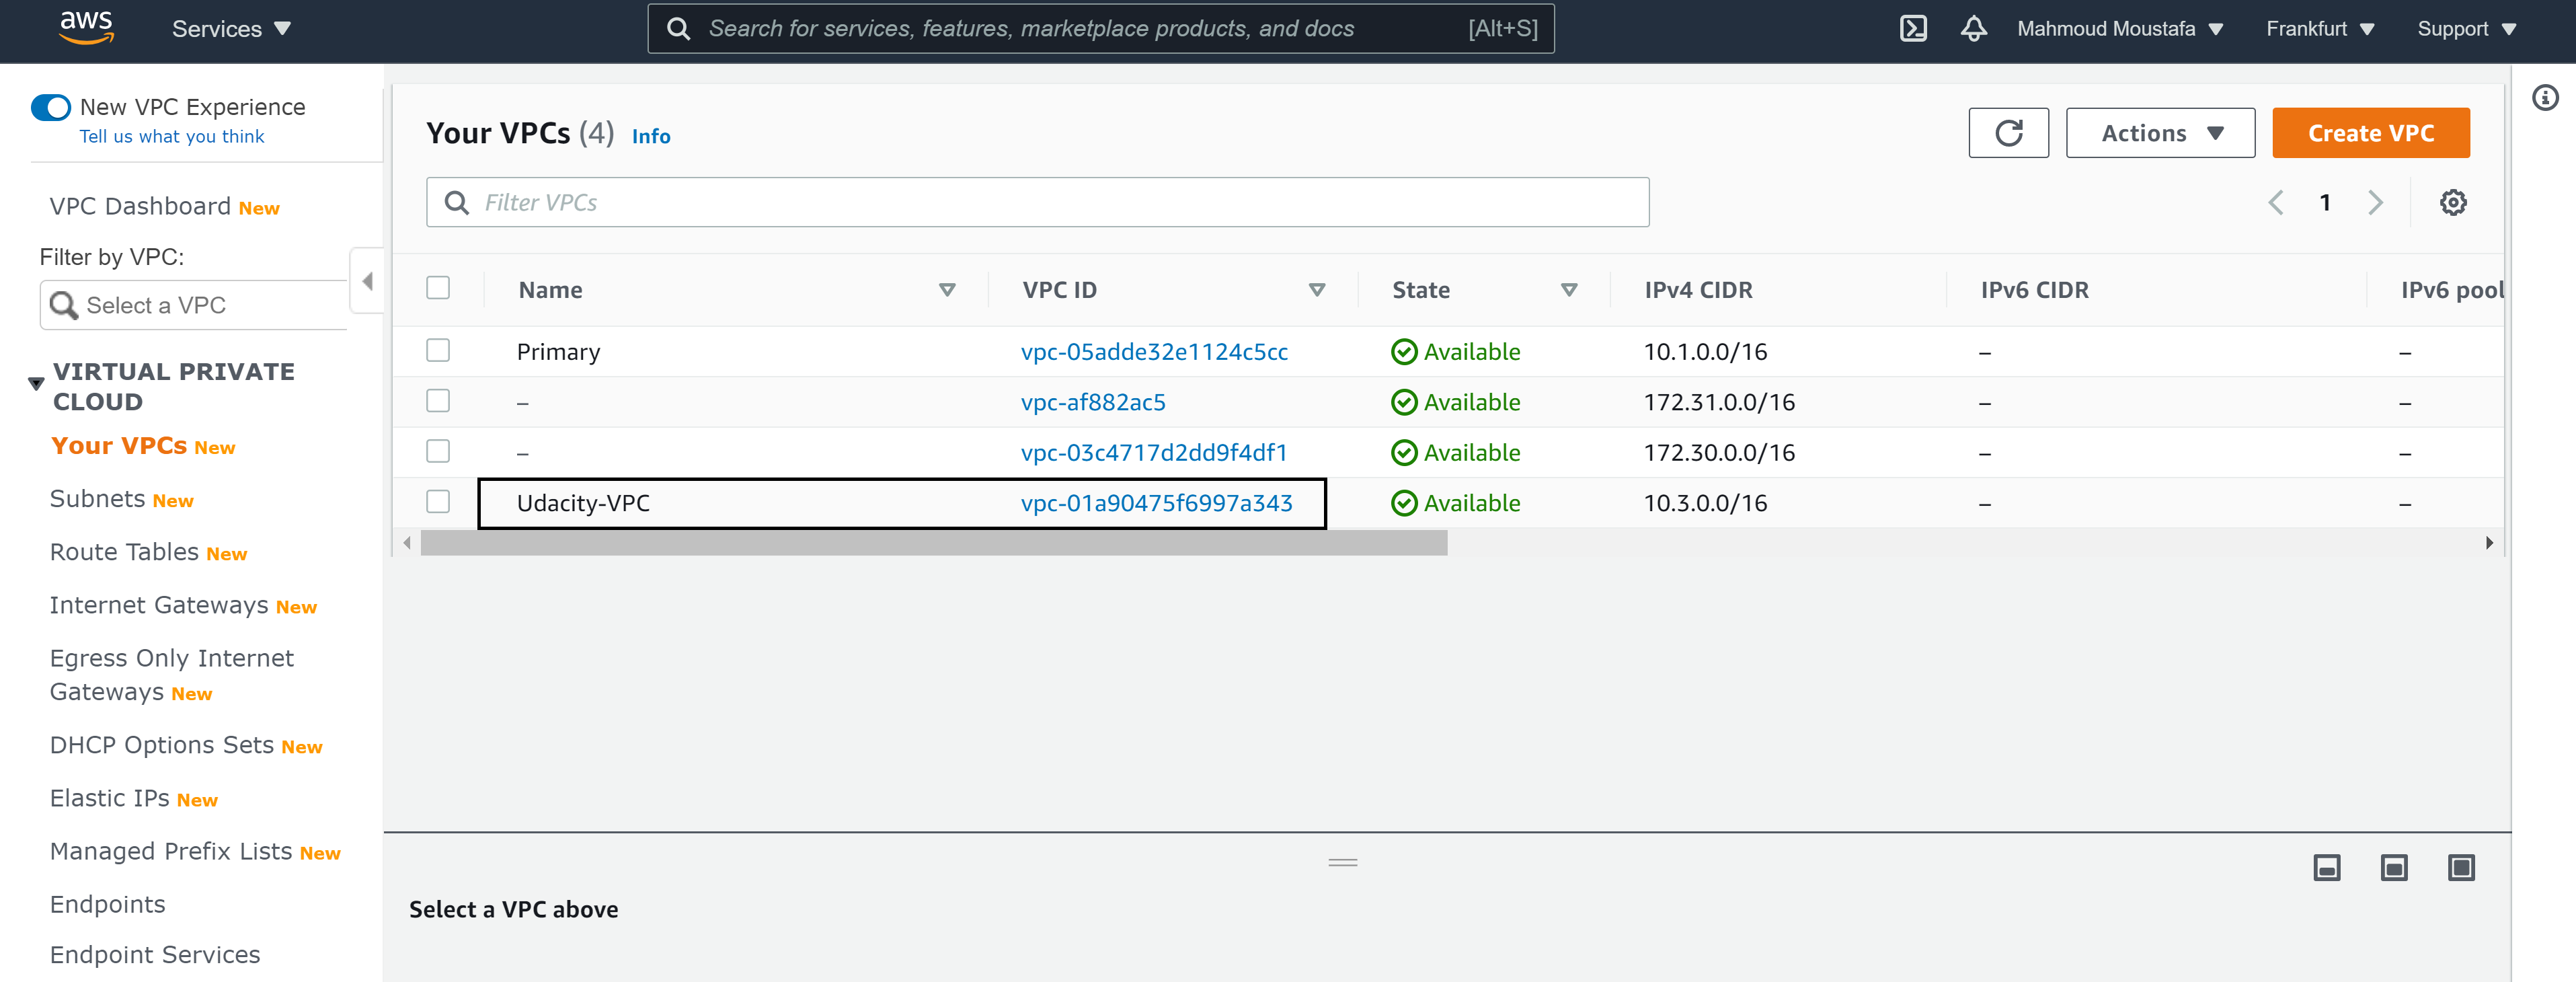 aws
Services
Search for services, features, marketplace products, and docs [Alt+S]
Mahmoud Moustafa
Frankfurt
Support
New VPC Experience
Tell us what you think
VPC Dashboard New
Filter by VPC:
Select a VPC
VIRTUAL PRIVATE
CLOUD
Your VPCs New
Subnets New
Route Tables New
Internet Gateways New
Egress Only Internet
Gateways New
DHCP Options Sets New
Elastic IPs New
Managed Prefix Lists New
Endpoints
Endpoint Services
Your VPCs (4) Info
Actions
Create VPC
Filter VPCs
1
Name VPC ID State IPv4 CIDR IPv6 CIDR IPv6 pool
Primary vpc-05adde32e1124c5cc Available 10.1.0.0/16 – –
– vpc-af882ac5 Available 172.31.0.0/16 – –
– vpc-03c4717d2dd9f4df1 Available 172.30.0.0/16 – –
Udacity-VPC vpc-01a90475f6997a343 Available 10.3.0.0/16 – –
Select a VPC above